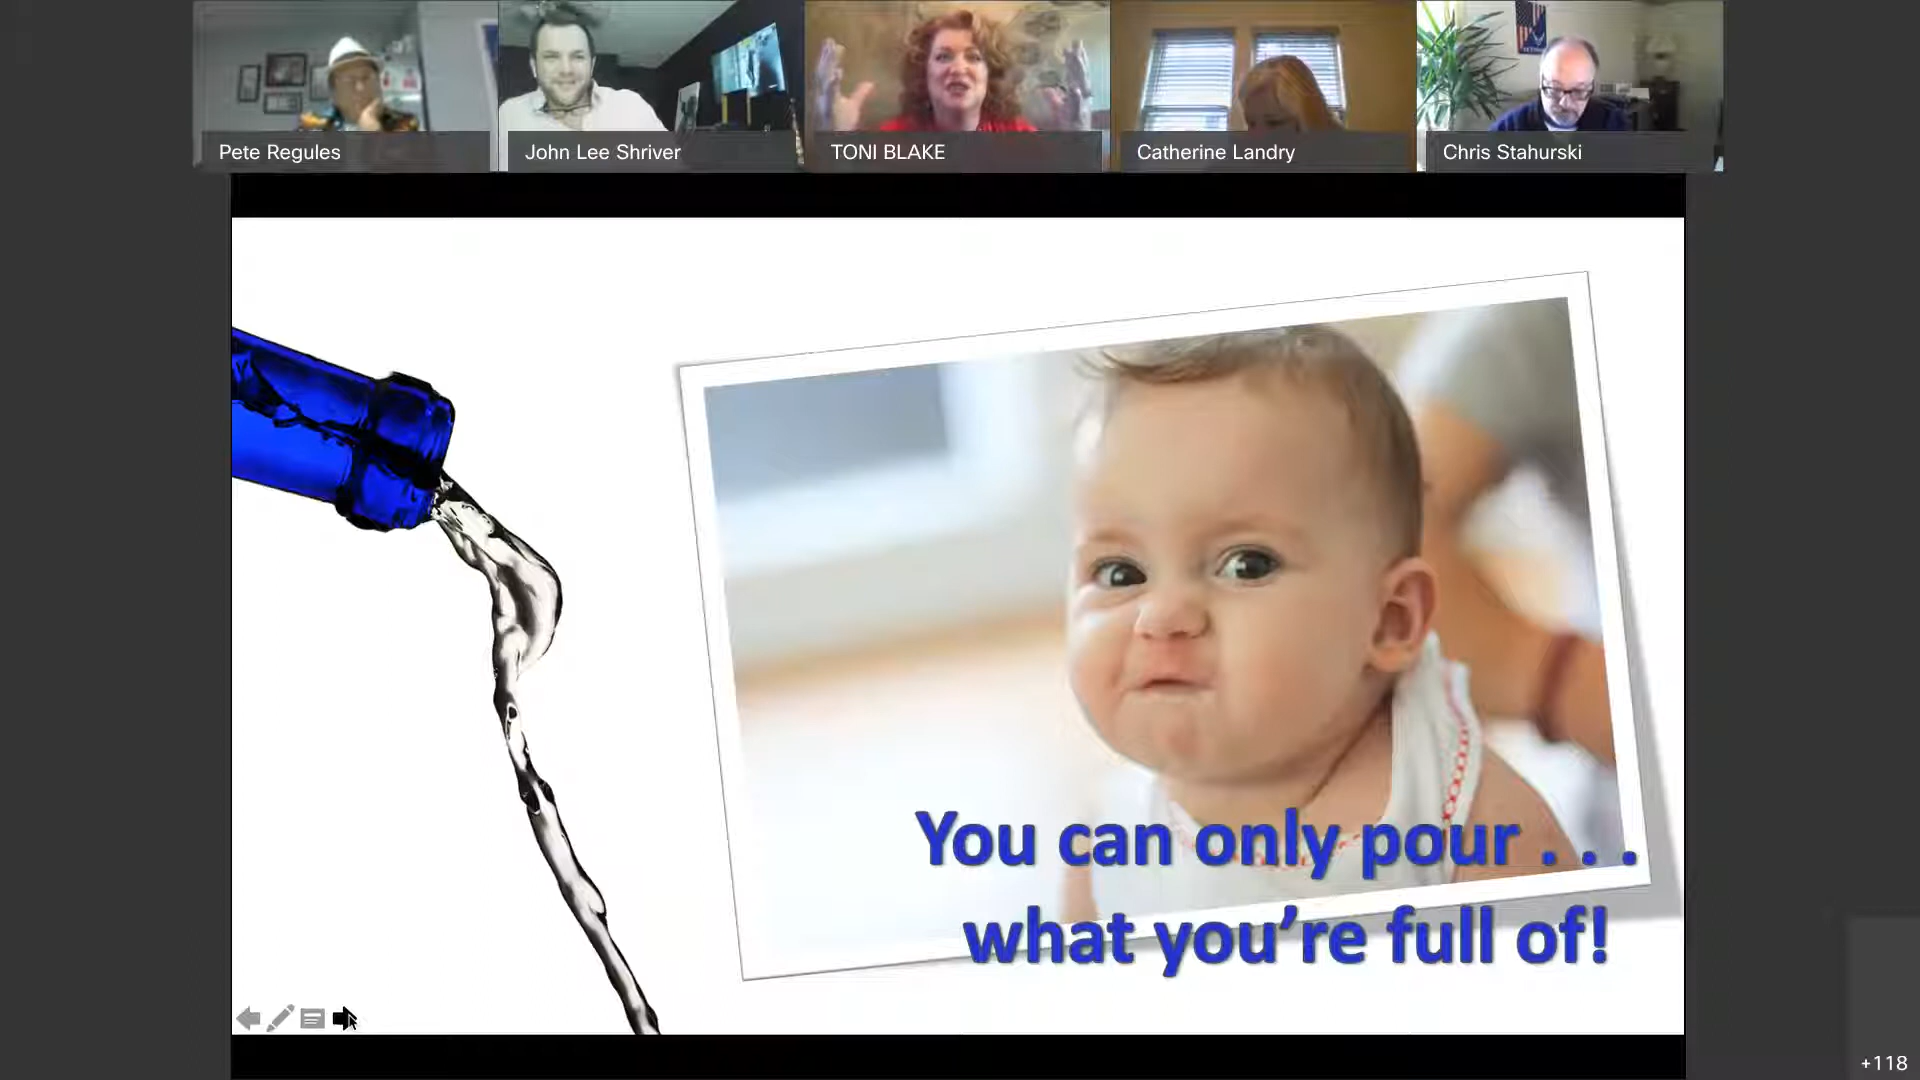 Pete Regules
John Lee Shriver
TONI BLAKE
Catherine Landry
Chris Stahurski
You can only pour . . .
what you're full of!
+118